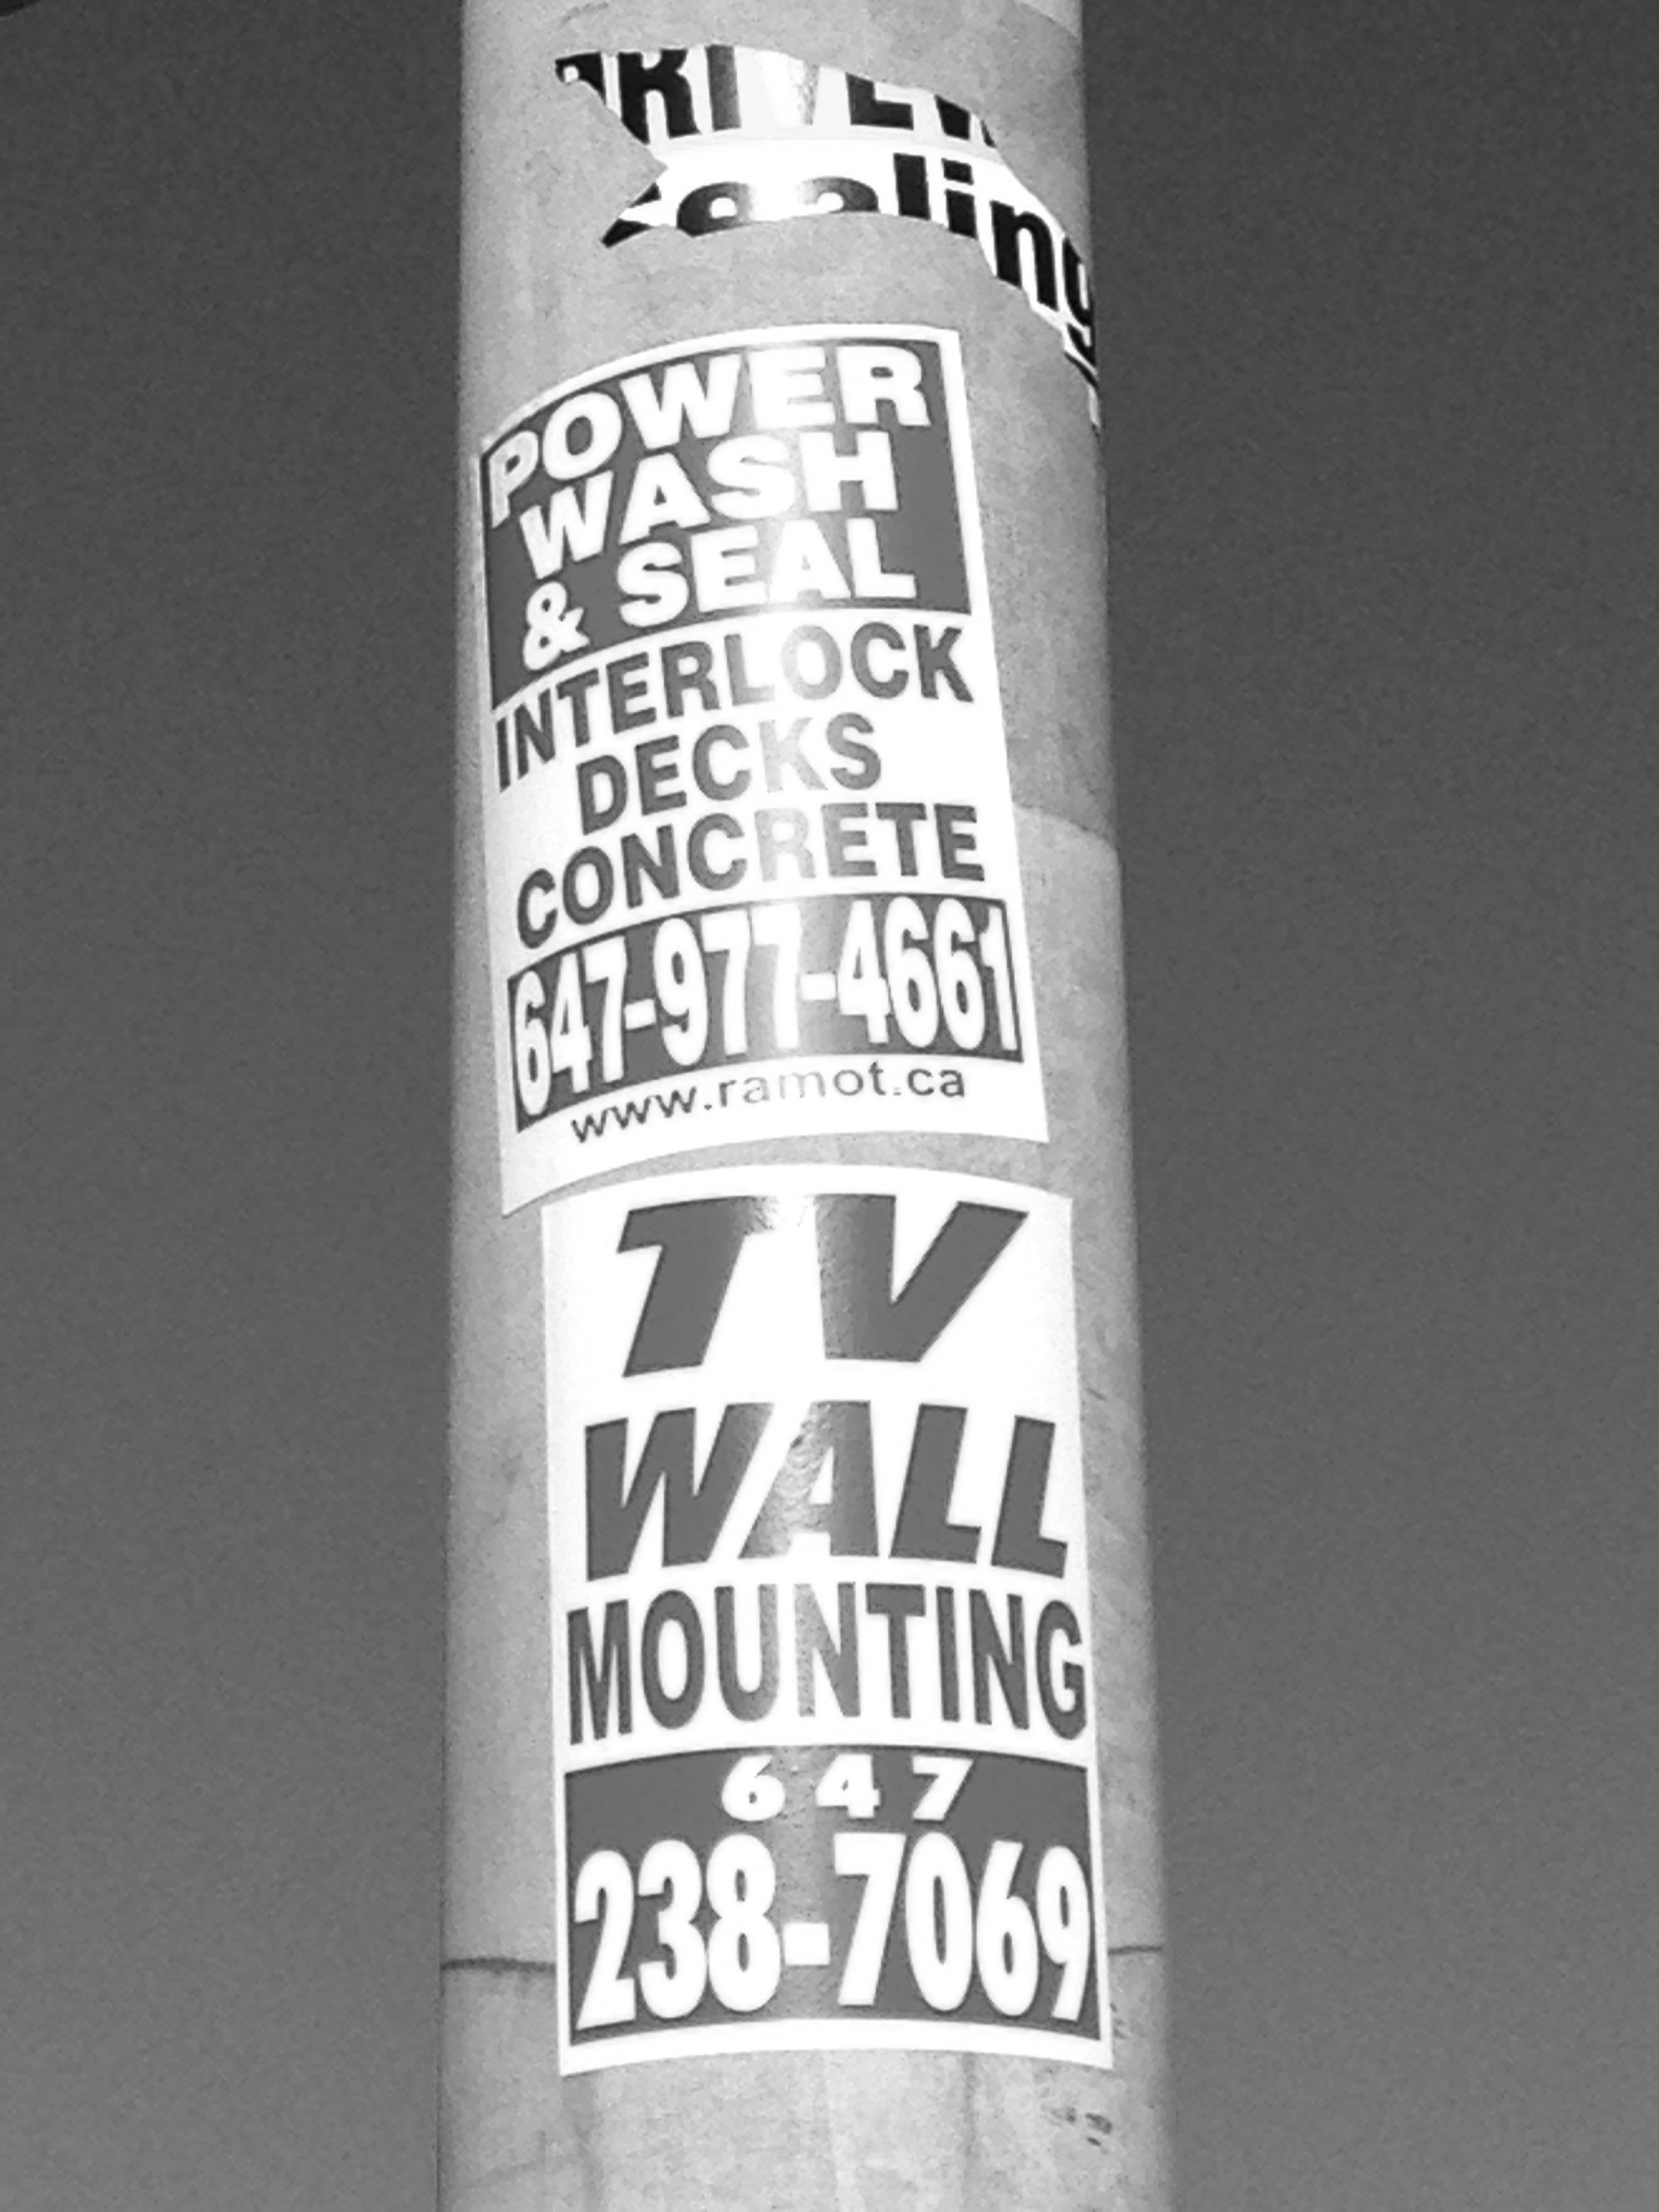 POWER
WASH
& SEAL
INTERLOCK
DECKS
CONCRETE
647-977-4661
www.ramot.ca
TV
WALL
MOUNTING
647
238-7069